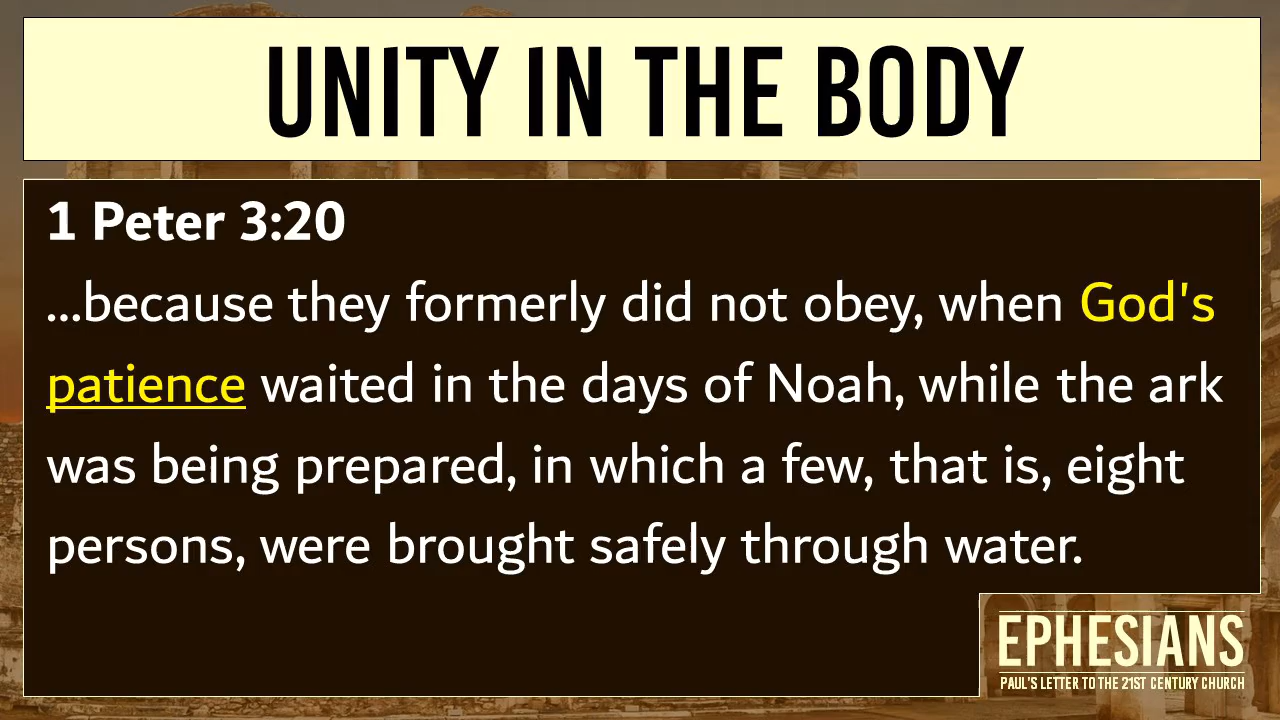 UNITY IN THE BODY
1 Peter 3:20
...because they formerly did not obey, when God's
patience waited in the days of Noah, while the ark
was being prepared, in which a few, that is, eight
persons, were brought safely through water.
EPHESIANS
PAUL'S LETTER TO THE 21ST CENTURY CHURCH